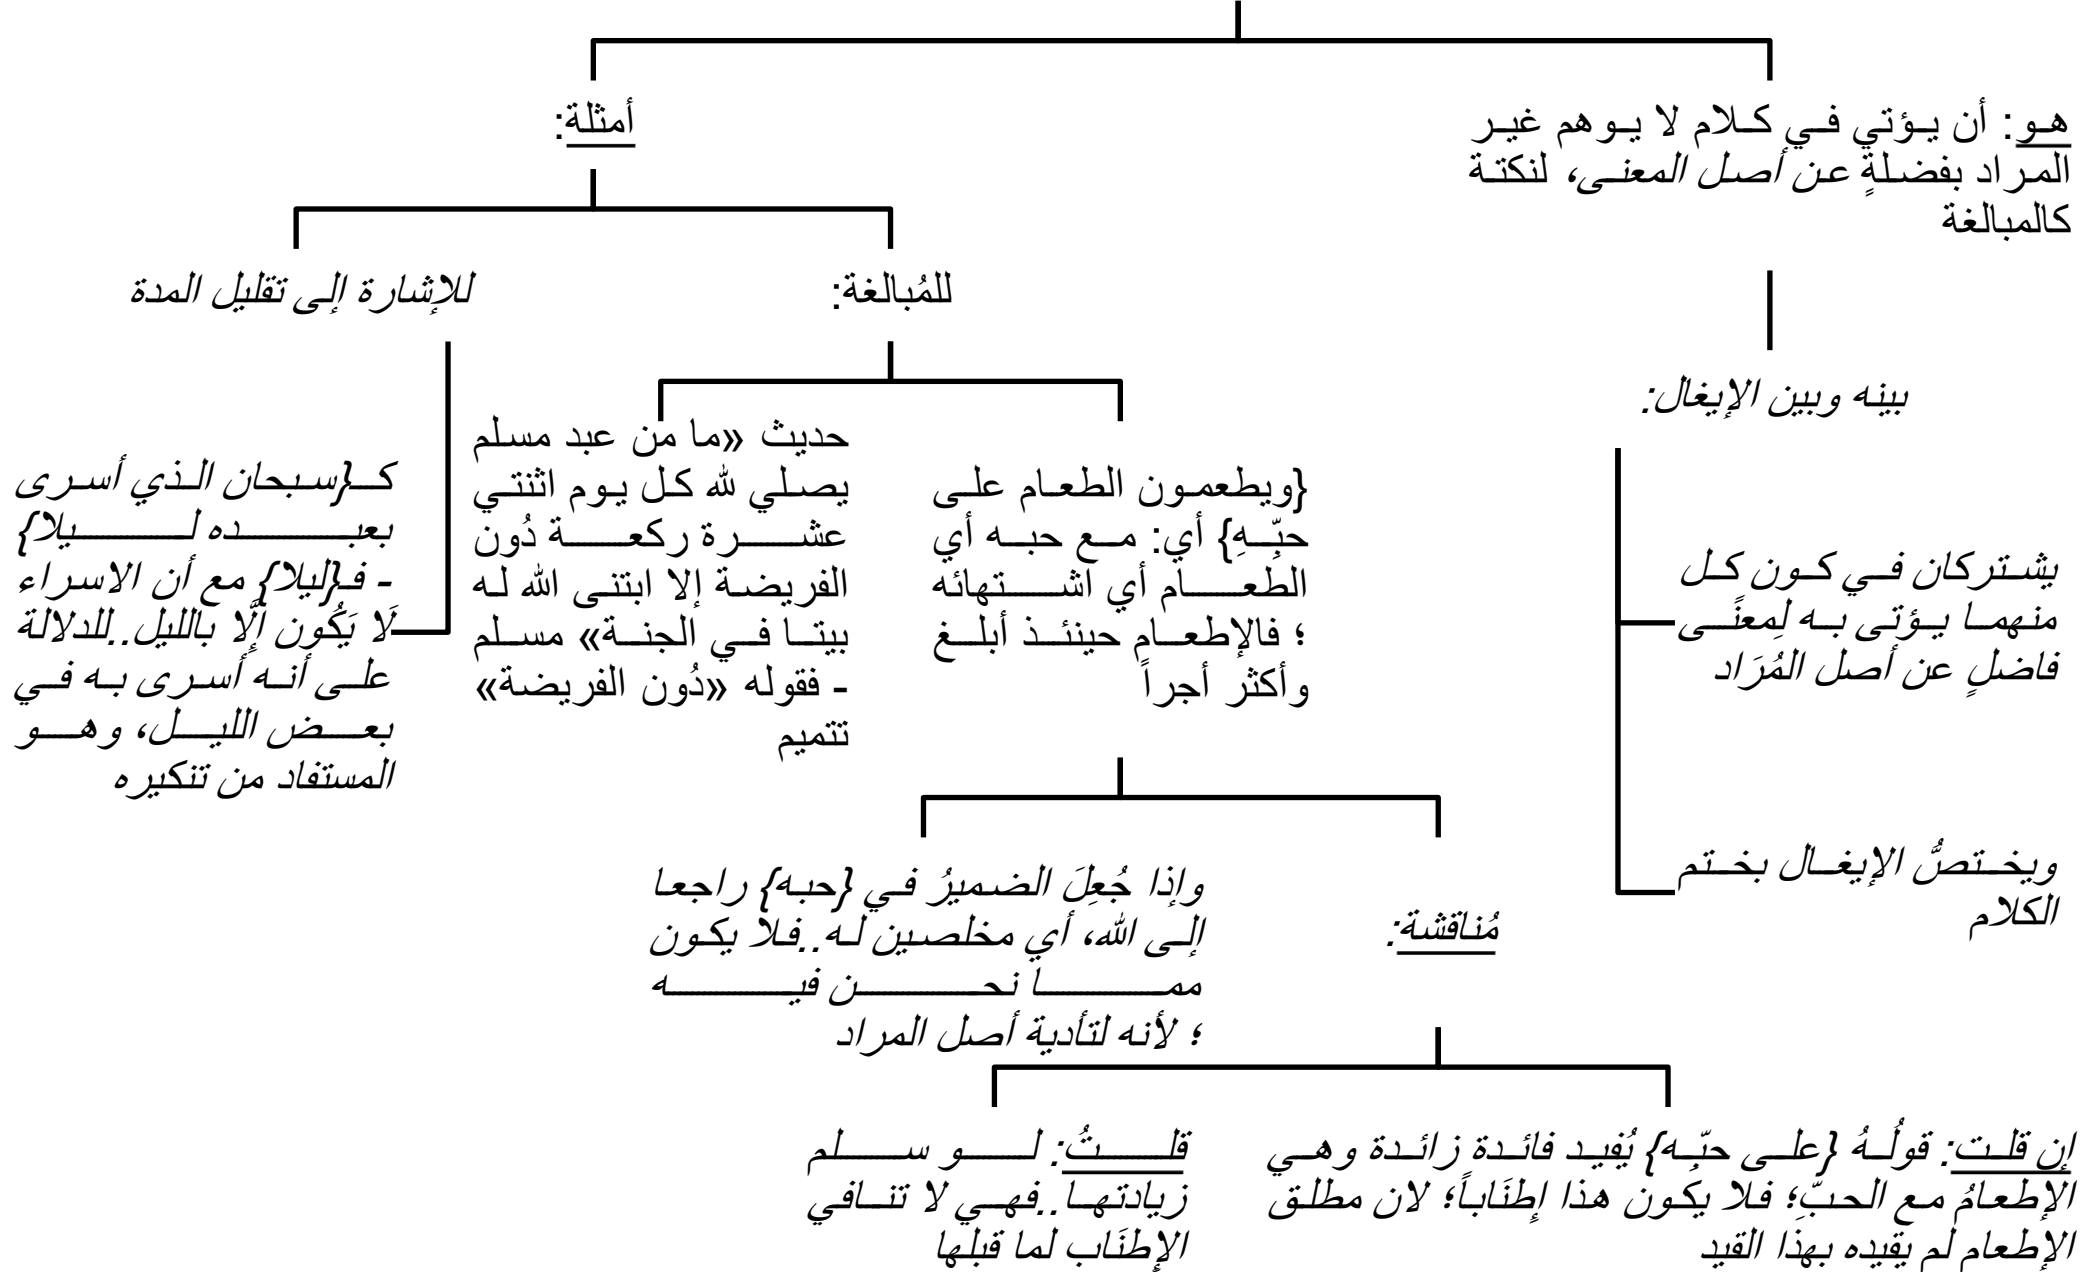 هو: أن يؤتي في كلام لا يوهم غير
المراد بفضلةٍ عن أصل المعنى، لنكتة
كالمبالغة
بينه وبين الإيغال:
يشتركان في كون كل
منهما يؤتى به لِمعنًى
فاضلٍ عن أصل المُرَاد
ويختصُّ الإيغال بختم
الكلام
أمثلة:
للمُبالغة:
{ويطعمون الطعام على
حبِّهِ} أي: مع حبه أي
الطعام أي اشتهائه
؛ فالإطعام حينئذ أبلغ
وأكثر أجراً
مُناقشة:
إن قلت: قولُهُ {على حبِّه} يُفيد فائدة زائدة وهي
الإطعامُ مع الحبِّ؛ فلا يكون هذا إِطنَاباً؛ لان مطلق
الإطعام لم يقيده بهذا القيد
قلتُ: لو سلم
زيادتها..فهي لا تنافي
الإِطنَاب لما قبلها
وإذا جُعِلَ الضميرُ في {حبه} راجعا
إلى الله، أي مخلصين له..فلا يكون
مما نحن فيه
؛ لأنه لتأدية أصل المراد
حديث «ما من عبد مسلم
يصلي لله كل يوم اثنتي
عشرة ركعة دُون
الفريضة إلا ابتنى الله له
بيتا في الجنة» مسلم
- فقوله «دُون الفريضة»
تتميم
للإشارة إلى تقليل المدة
كـ{سبحان الذي أسرى
بعبده ليلا}
- فـ{ليلا} مع أن الاسراء
لَا يَكُون إِلَّا بالليل..للدلالة
على أنه أسرى به في
بعض الليل، وهو
المستفاد من تنكيره